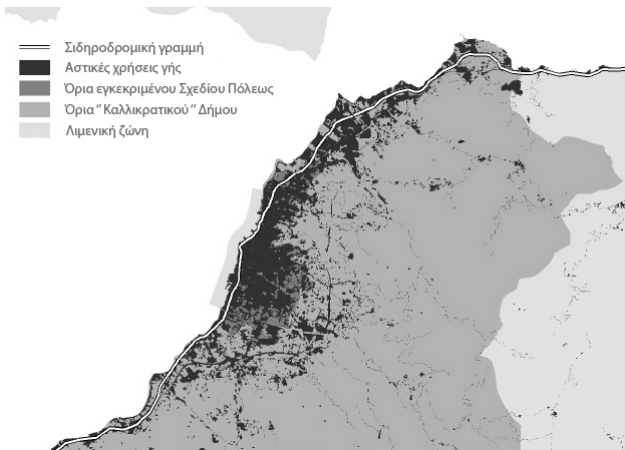 Σιδηροδρομική γραμμή
Αστικές χρήσεις γής
Όρια εγκεκριμένου Σχεδίου Πόλεως
Όρια "Καλλικρατικού" Δήμου
Λιμενική ζώνη